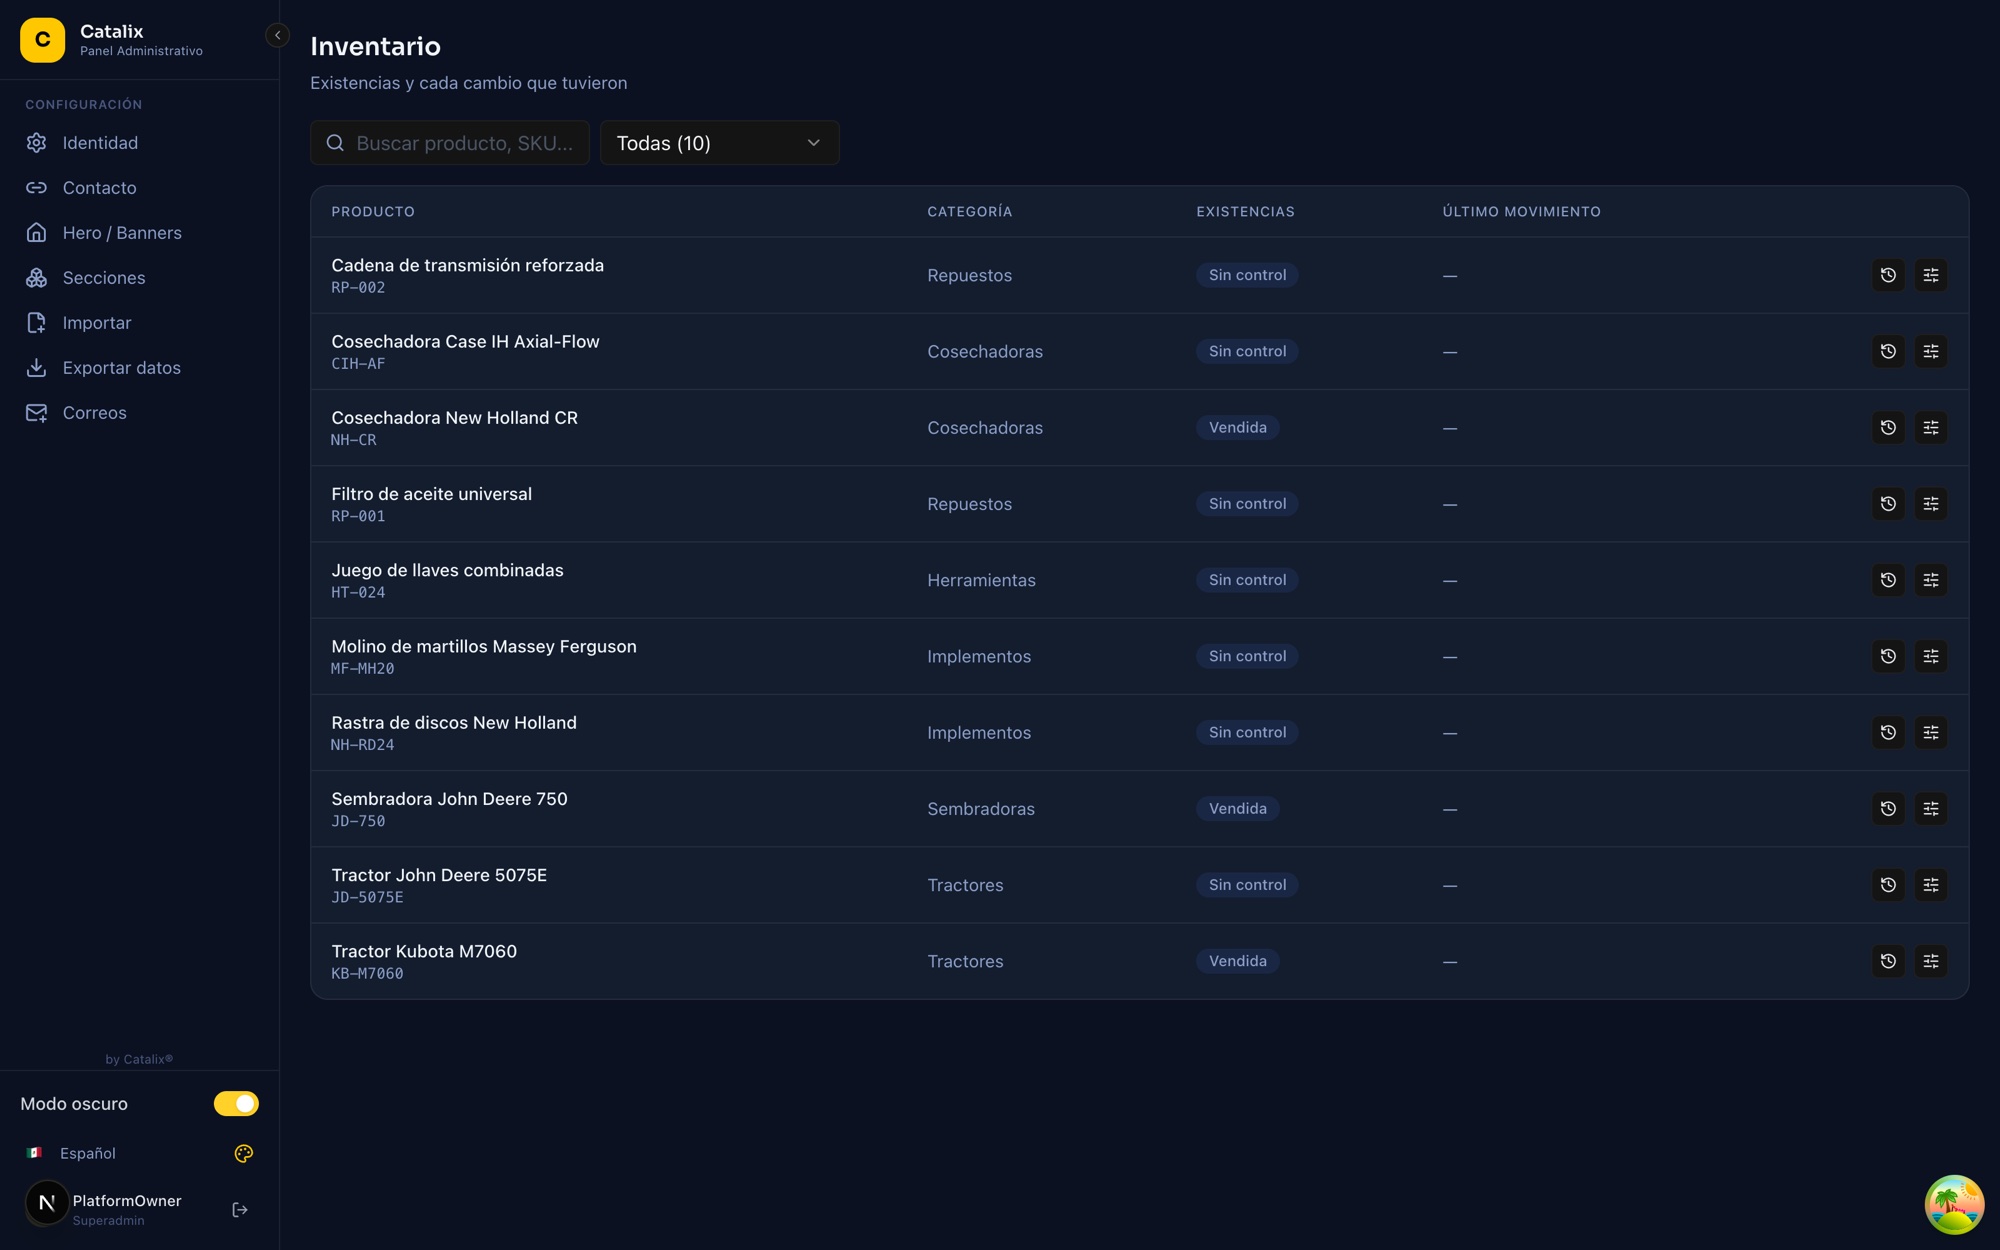 C
Catalix
Panel Administrativo
CONFIGURACIÓN
Identidad
Contacto
Hero / Banners
Secciones
Importar
Exportar datos
Correos
by Catalix®
Modo oscuro
Español
N
PlatformOwner
Superadmin
Inventario
Existencias y cada cambio que tuvieron
Buscar producto, SKU...
Todas (10)
PRODUCTO CATEGORÍA EXISTENCIAS ÚLTIMO MOVIMIENTO
Cadena de transmisión reforzada
RP-002
Repuestos Sin control —
Cosechadora Case IH Axial-Flow
CIH-AF
Cosechadoras Sin control —
Cosechadora New Holland CR
NH-CR
Cosechadoras Vendida —
Filtro de aceite universal
RP-001
Repuestos Sin control —
Juego de llaves combinadas
HT-024
Herramientas Sin control —
Molino de martillos Massey Ferguson
MF-MH20
Implementos Sin control —
Rastra de discos New Holland
NH-RD24
Implementos Sin control —
Sembradora John Deere 750
JD-750
Sembradoras Vendida —
Tractor John Deere 5075E
JD-5075E
Tractores Sin control —
Tractor Kubota M7060
KB-M7060
Tractores Vendida —